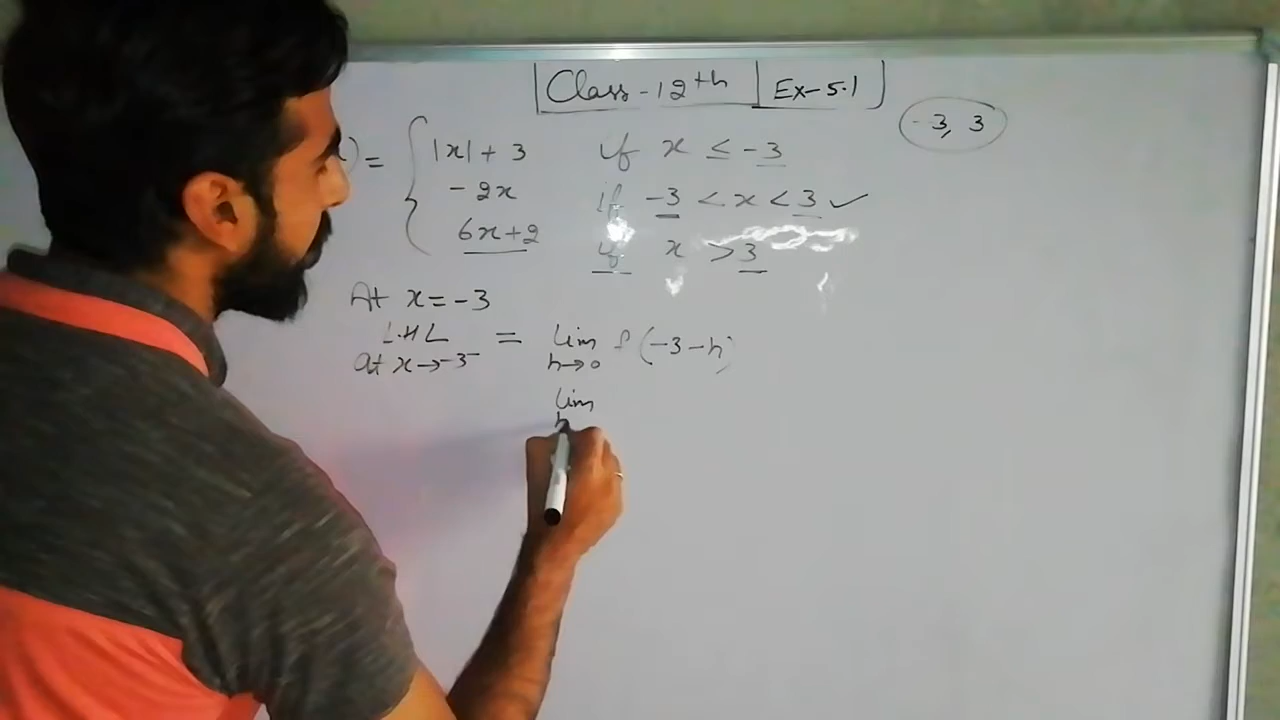 Class-12th Ex-5.1
-3, 3
) = { |x| + 3 if x ≤ -3
-2x if -3 < x < 3 ✓
6x+2 if x > 3
At x = -3
LHL = lim f(-3-h)
at x→-3⁻ h→0
lim
h